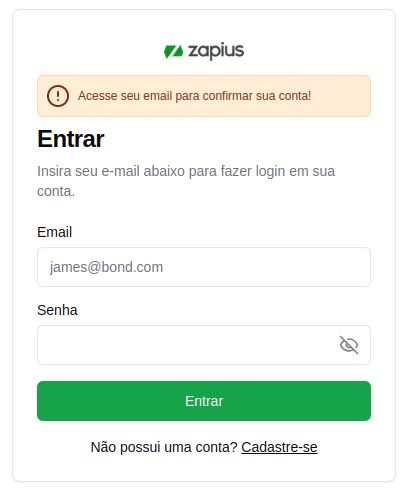 zapius
Acesse seu email para confirmar sua conta!
Entrar
Insira seu e-mail abaixo para fazer login em sua
conta.
Email
james@bond.com
Senha
Entrar
Não possui uma conta? Cadastre-se